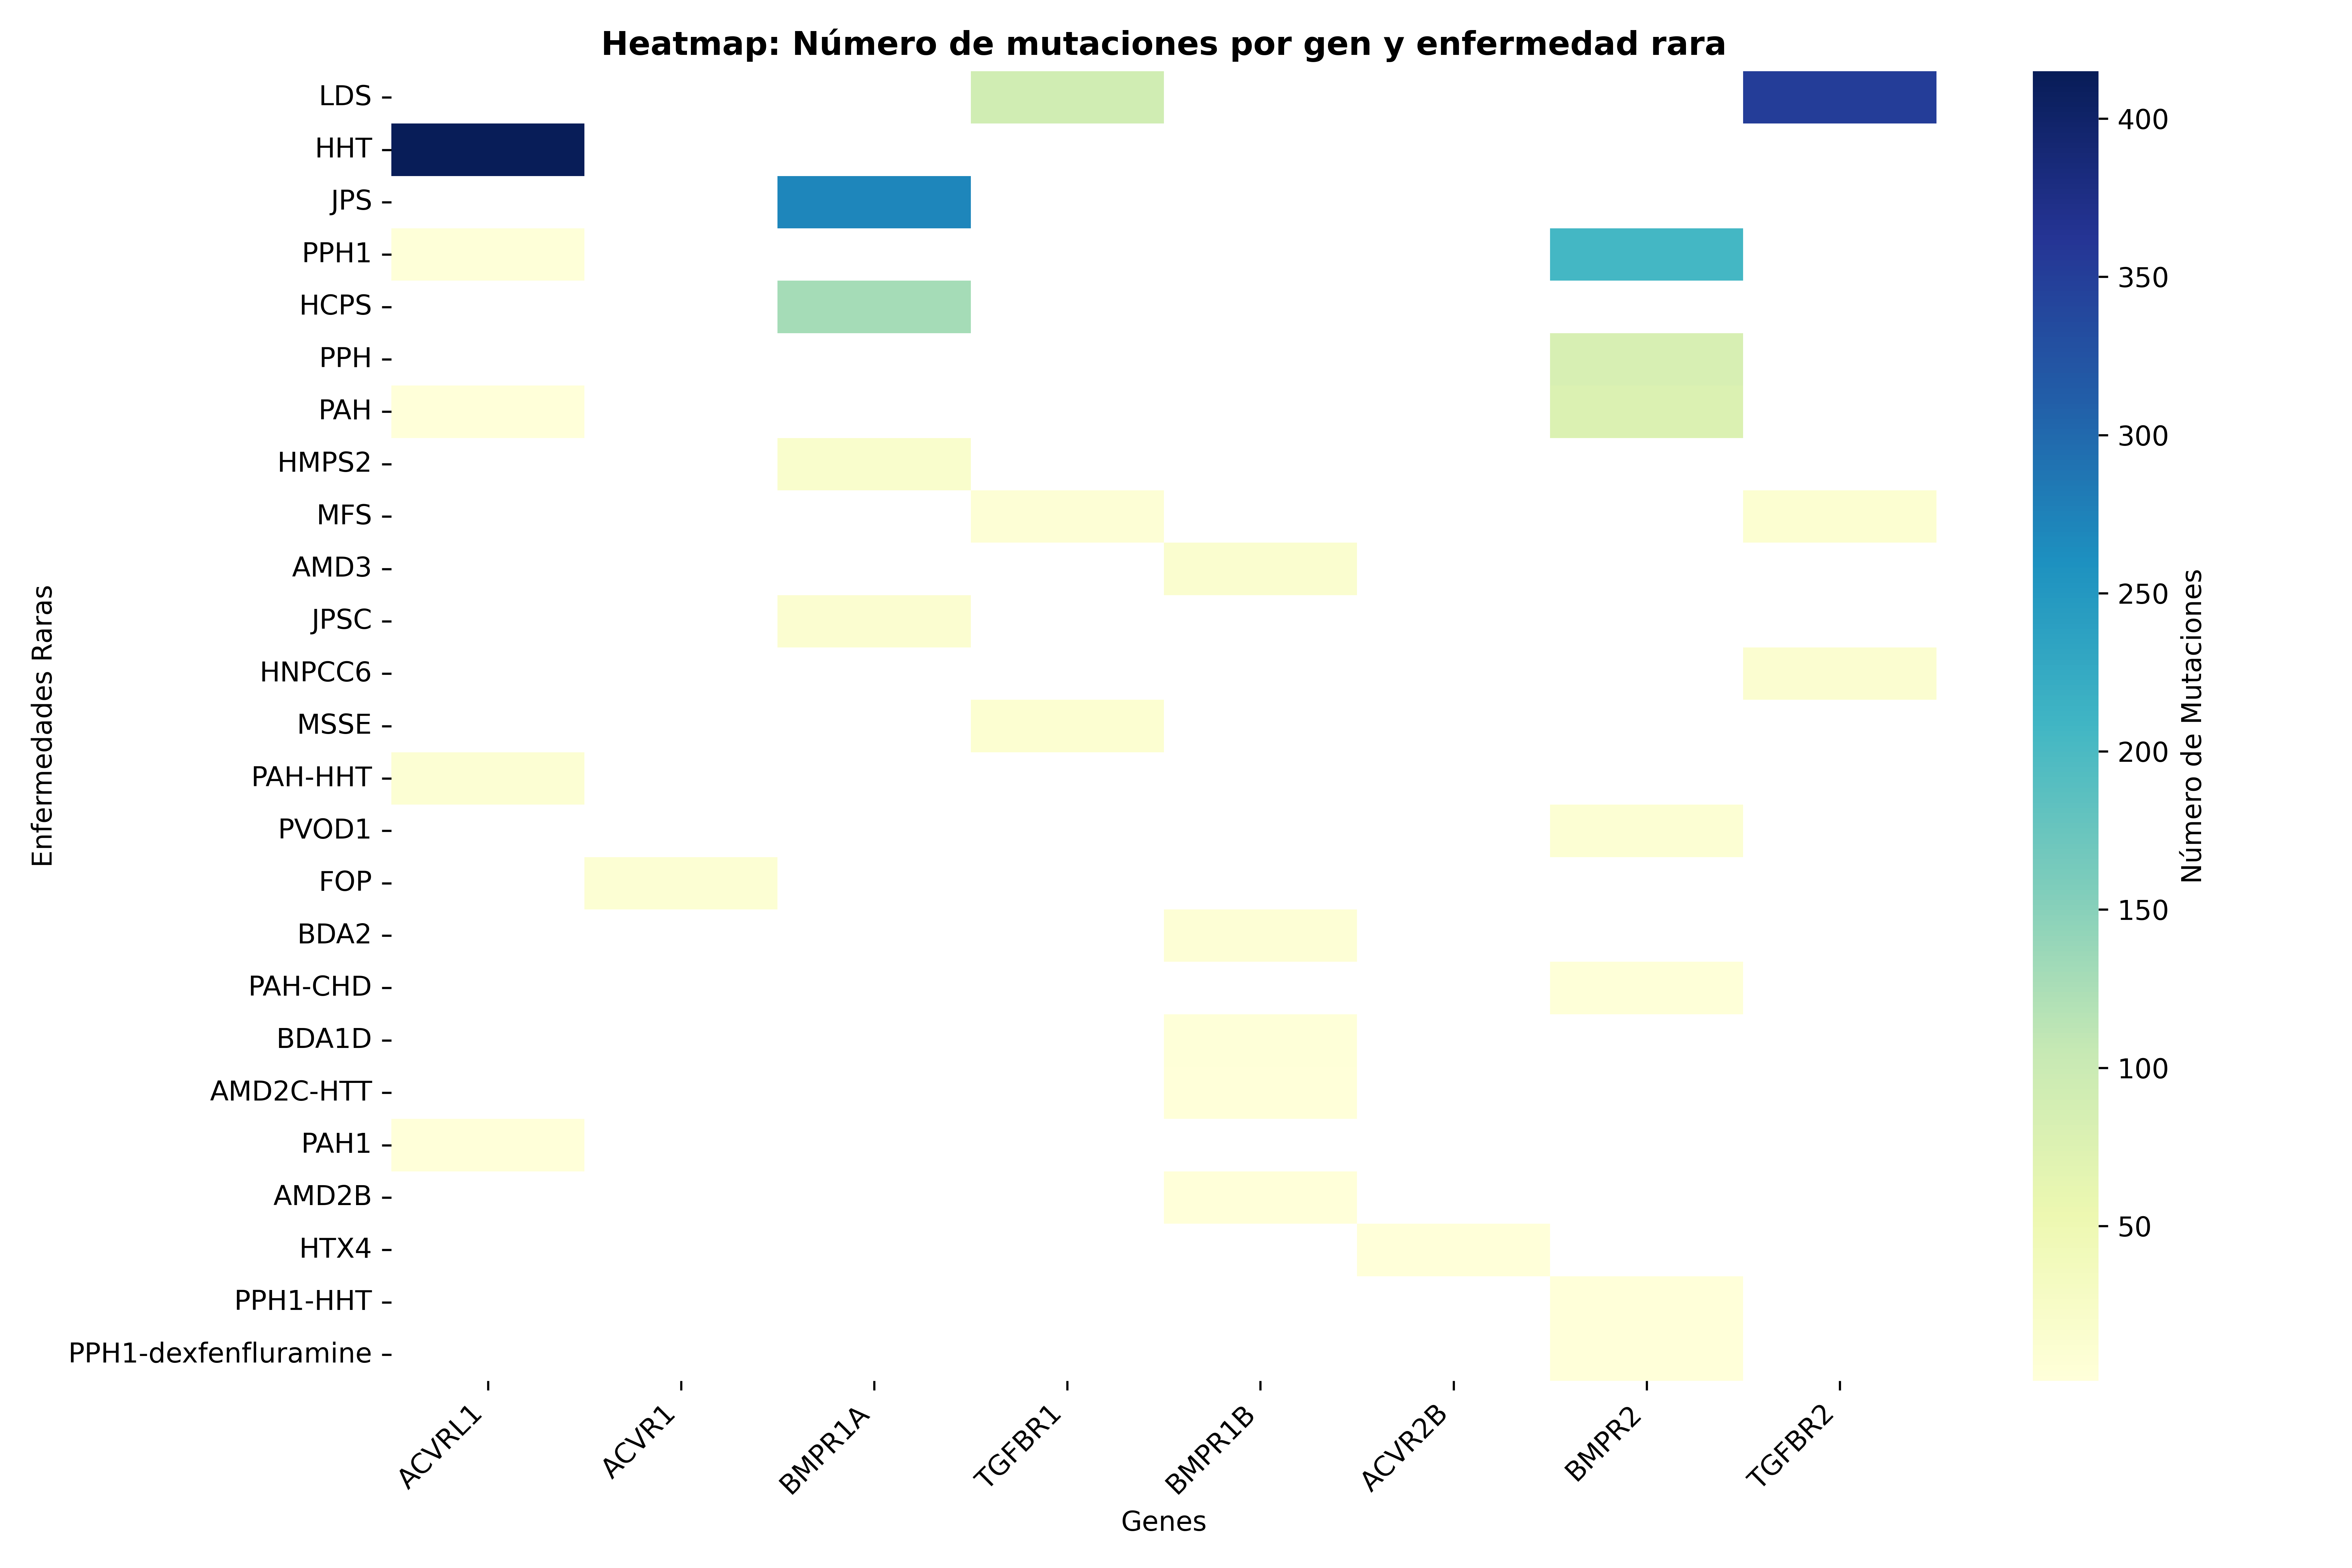 Heatmap: Número de mutaciones por gen y enfermedad rara
Enfermedades Raras
LDS
HHT
JPS
PPH1
HCPS
PPH
PAH
HMPS2
MFS
AMD3
JPSC
HNPCC6
MSSE
PAH-HHT
PVOD1
FOP
BDA2
PAH-CHD
BDA1D
AMD2C-HTT
PAH1
AMD2B
HTX4
PPH1-HHT
PPH1-dexfenfluramine
ACVRL1
ACVR1
BMPR1A
TGFBR1
BMPR1B
ACVR2B
BMPR2
TGFBR2
Genes
400
350
300
250
200
150
100
50
Número de Mutaciones